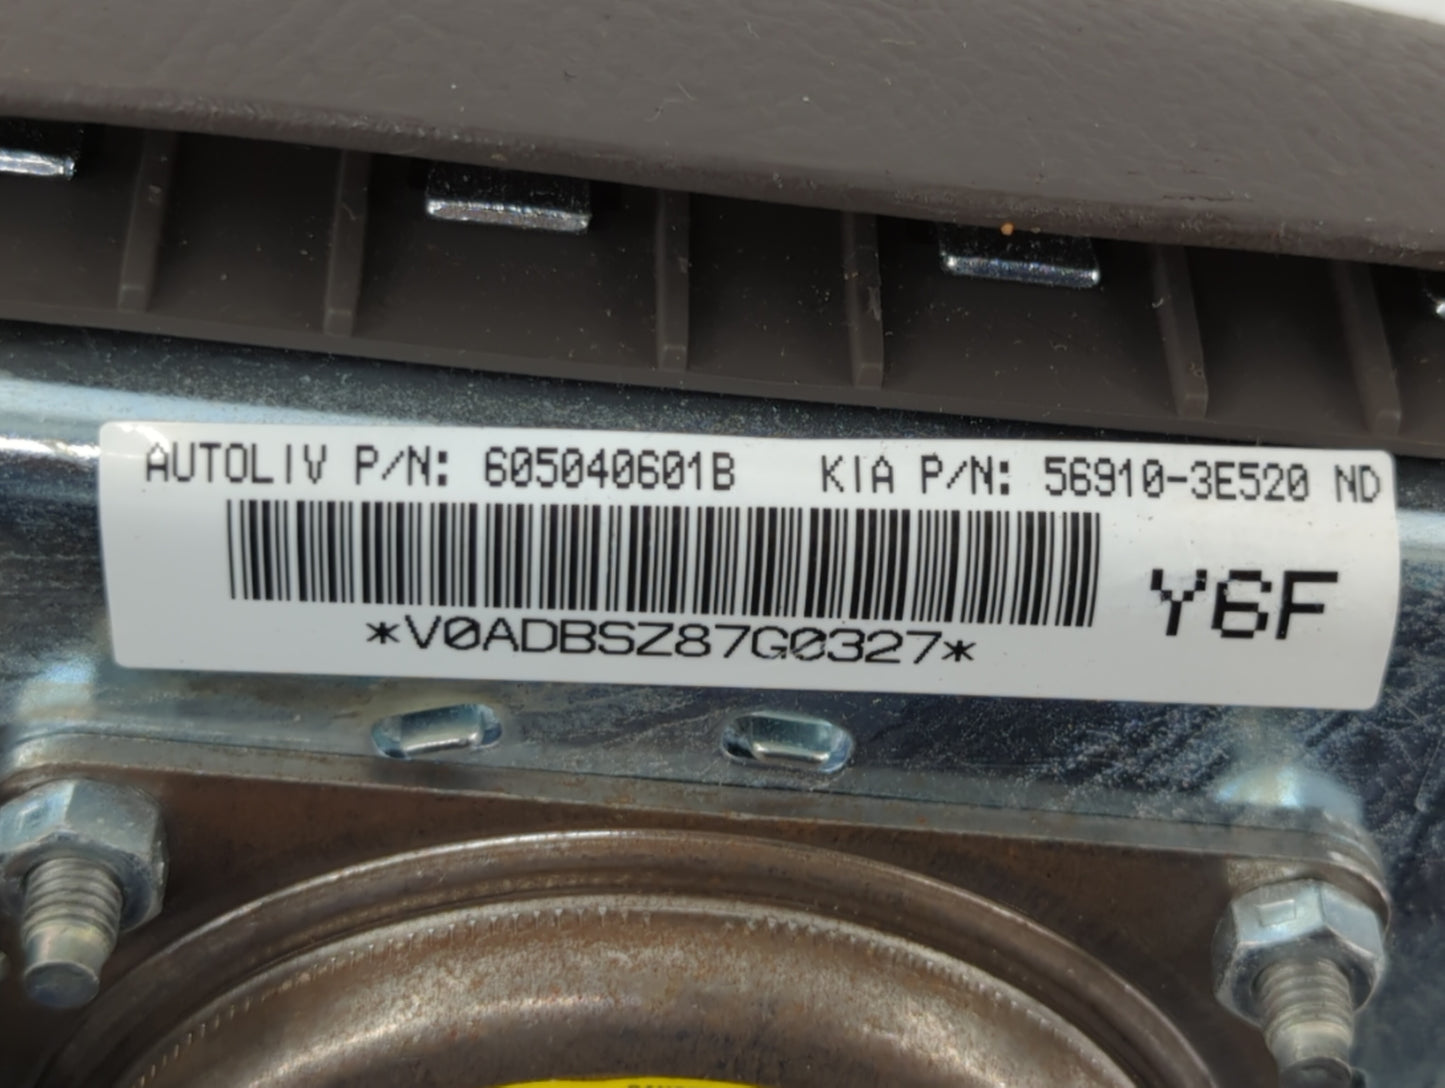 AUTOLIV P/N: 605040601B KIA P/N: 56910-3E520 ND
Y6F
*V0ADBSZ87G0327*